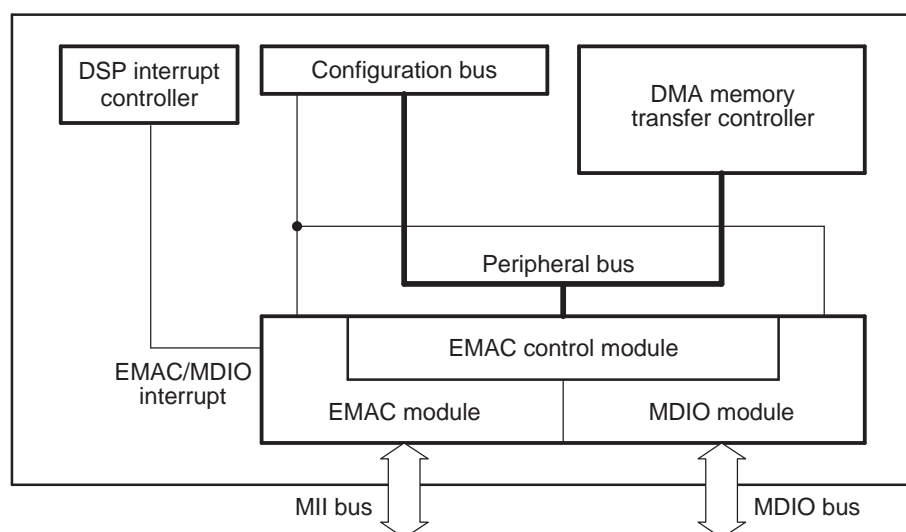 DSP interrupt
controller
Configuration bus
DMA memory
transfer controller
Peripheral bus
EMAC control module
EMAC/MDIO
interrupt
EMAC module
MDIO module
MII bus
MDIO bus